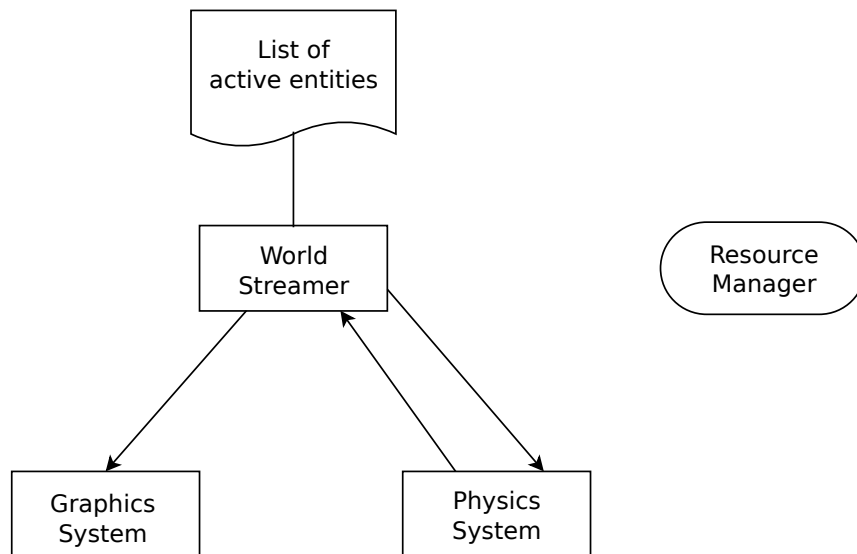 List of
active entities
World
Streamer
Resource
Manager
Graphics
System
Physics
System